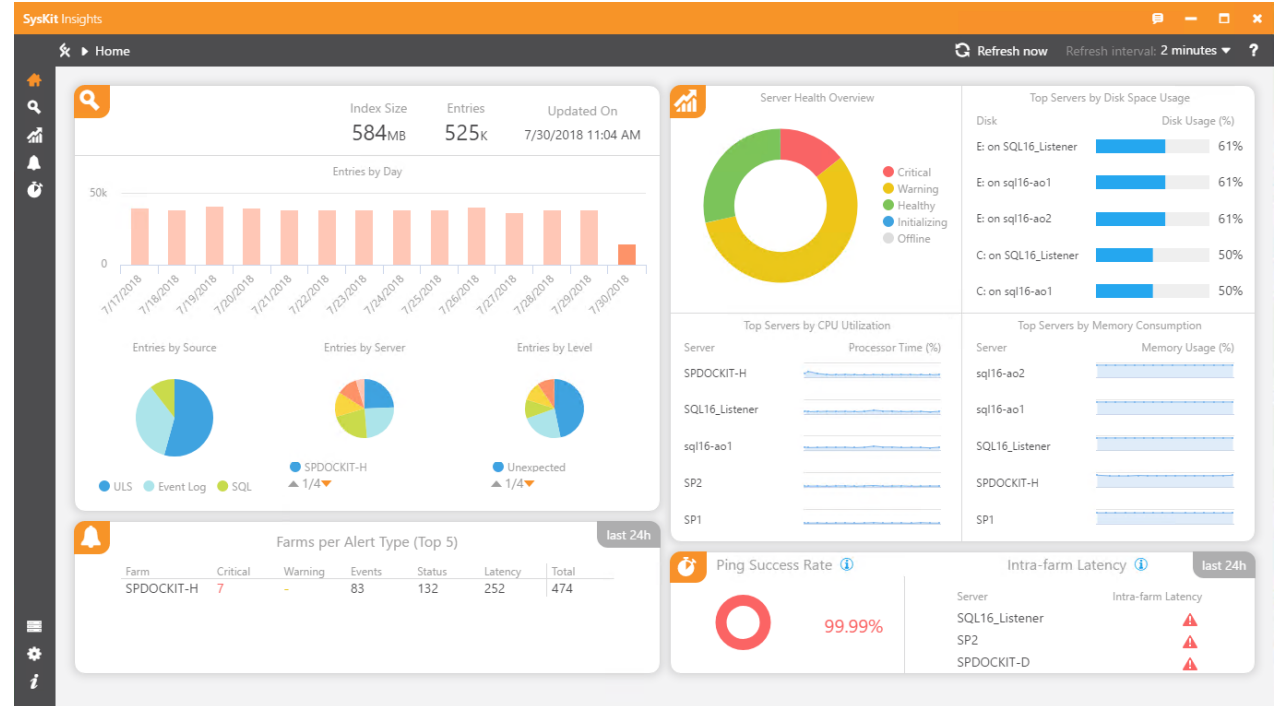 SysKit Insights
Home
Refresh now Refresh interval: 2 minutes ?
Index Size Entries Updated On
584MB 525K 7/30/2018 11:04 AM
Entries by Day
50k
0
7/17/2018 7/18/2018 7/19/2018 7/20/2018 7/21/2018 7/22/2018 7/23/2018 7/24/2018 7/25/2018 7/26/2018 7/27/2018 7/28/2018 7/29/2018 7/30/2018
Entries by Source Entries by Server Entries by Level
ULS Event Log SQL
SPDOCKIT-H
1/4
Unexpected
1/4
Server Health Overview
Critical
Warning
Healthy
Initializing
Offline
Top Servers by Disk Space Usage
Disk Disk Usage (%)
E: on SQL16_Listener 61%
E: on sql16-ao1 61%
E: on sql16-ao2 61%
C: on SQL16_Listener 50%
C: on sql16-ao1 50%
Top Servers by CPU Utilization
Server Processor Time (%)
SPDOCKIT-H
SQL16_Listener
sql16-ao1
SP2
SP1
Top Servers by Memory Consumption
Server Memory Usage (%)
sql16-ao2
sql16-ao1
SQL16_Listener
SPDOCKIT-H
SP1
Farms per Alert Type (Top 5) last 24h
Farm Critical Warning Events Status Latency Total
SPDOCKIT-H 7 - 83 132 252 474
Ping Success Rate i
99.99%
Intra-farm Latency i last 24h
Server Intra-farm Latency
SQL16_Listener
SP2
SPDOCKIT-D
i